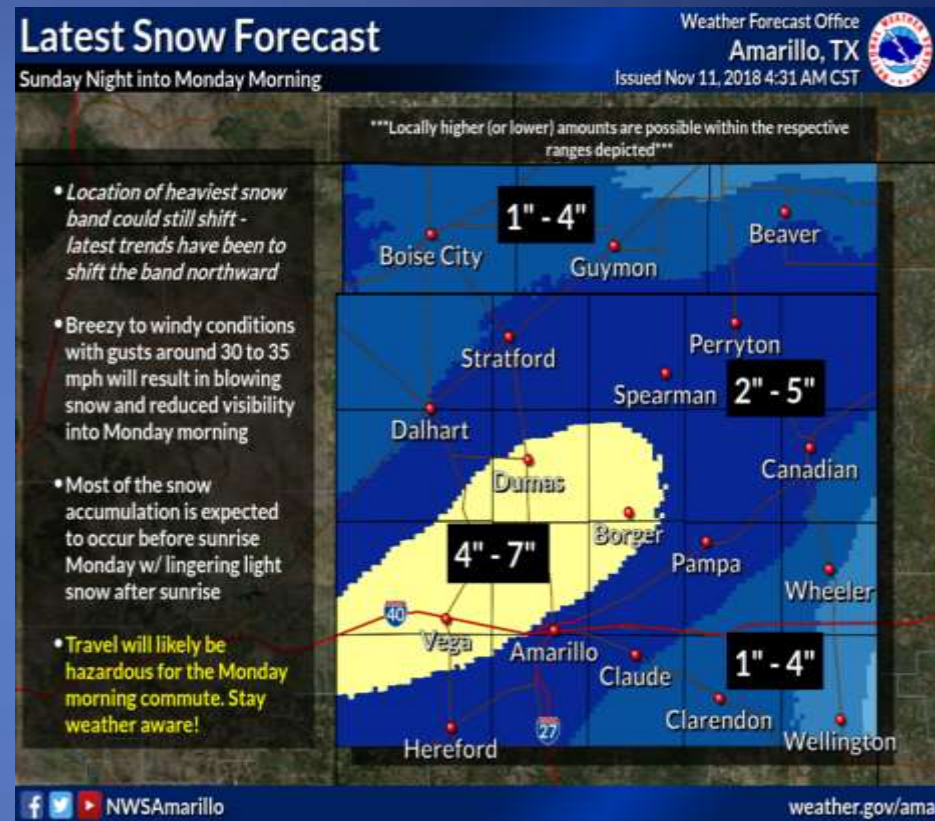 Latest Snow Forecast
Sunday Night into Monday Morning
Weather Forecast Office
Amarillo, TX
Issued Nov 11, 2018 4:31 AM CST
NATIONAL WEATHER SERVICE
***Locally higher (or lower) amounts are possible within the respective
ranges depicted***
• Location of heaviest snow
band could still shift -
latest trends have been to
shift the band northward
• Breezy to windy conditions
with gusts around 30 to 35
mph will result in blowing
snow and reduced visibility
into Monday morning
• Most of the snow
accumulation is expected
to occur before sunrise
Monday w/ lingering light
snow after sunrise
• Travel will likely be
hazardous for the Monday
morning commute. Stay
weather aware!
1" - 4"
Boise City
Guymon
Beaver
Stratford
Perryton
Spearman
2" - 5"
Dalhart
Canadian
Dumas
Borger
4" - 7"
Pampa
Wheeler
40
Vega
Amarillo
Claude
1" - 4"
Clarendon
27
Hereford
Wellington
NWSAmarillo
weather.gov/ama